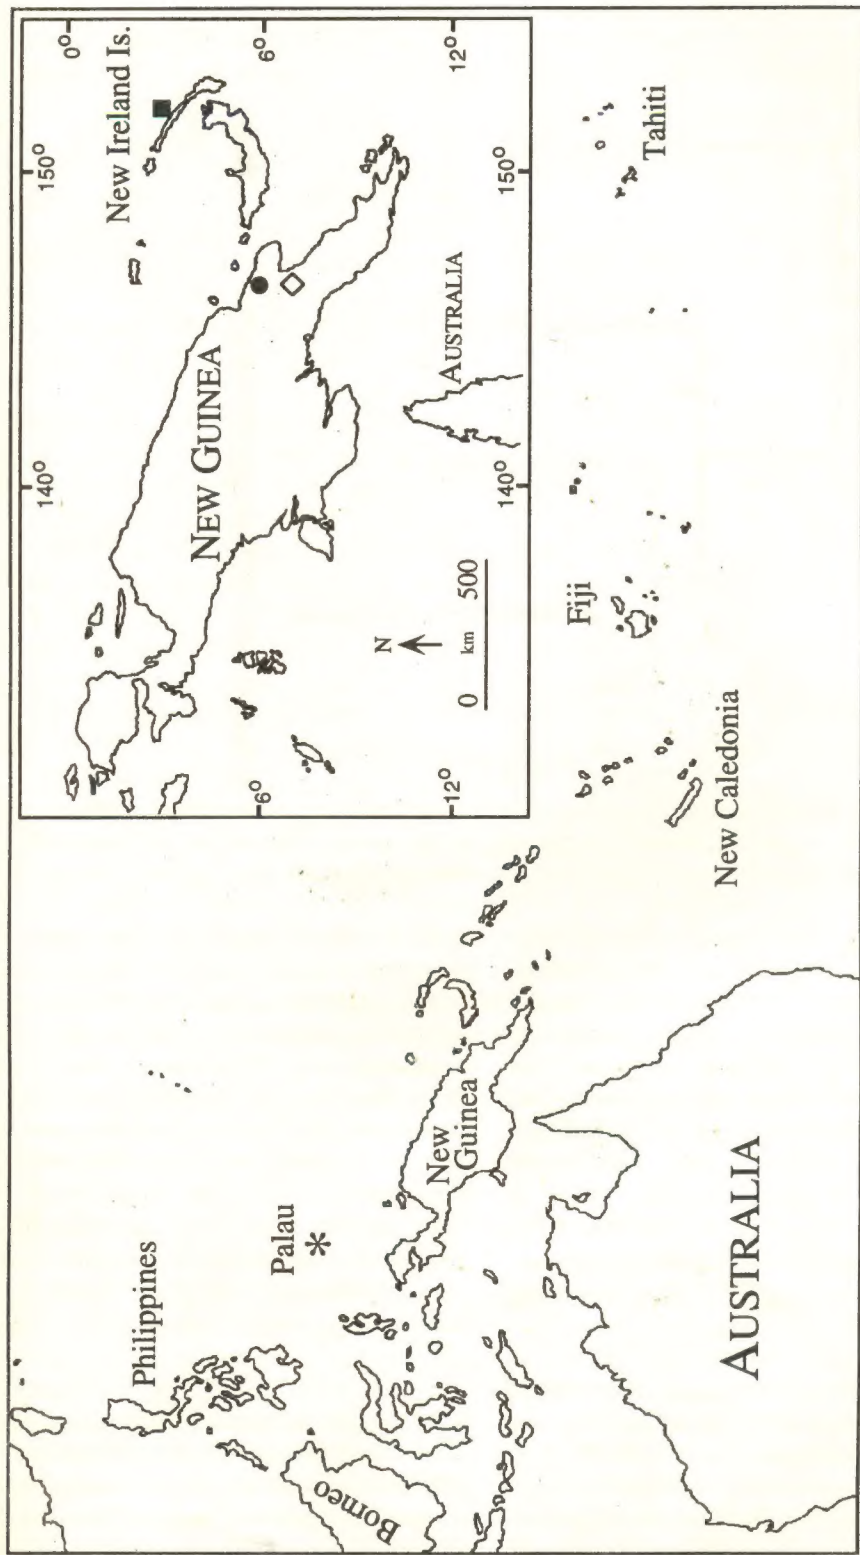 Philippines
Palau
*
Borneo
New
Guinea
AUSTRALIA
New Caledonia
Fiji
Tahiti
140°
150°
0°
0°
6°
6°
12°
12°
140°
150°
New Ireland Is.
NEW GUINEA
AUSTRALIA
N
0 km 500